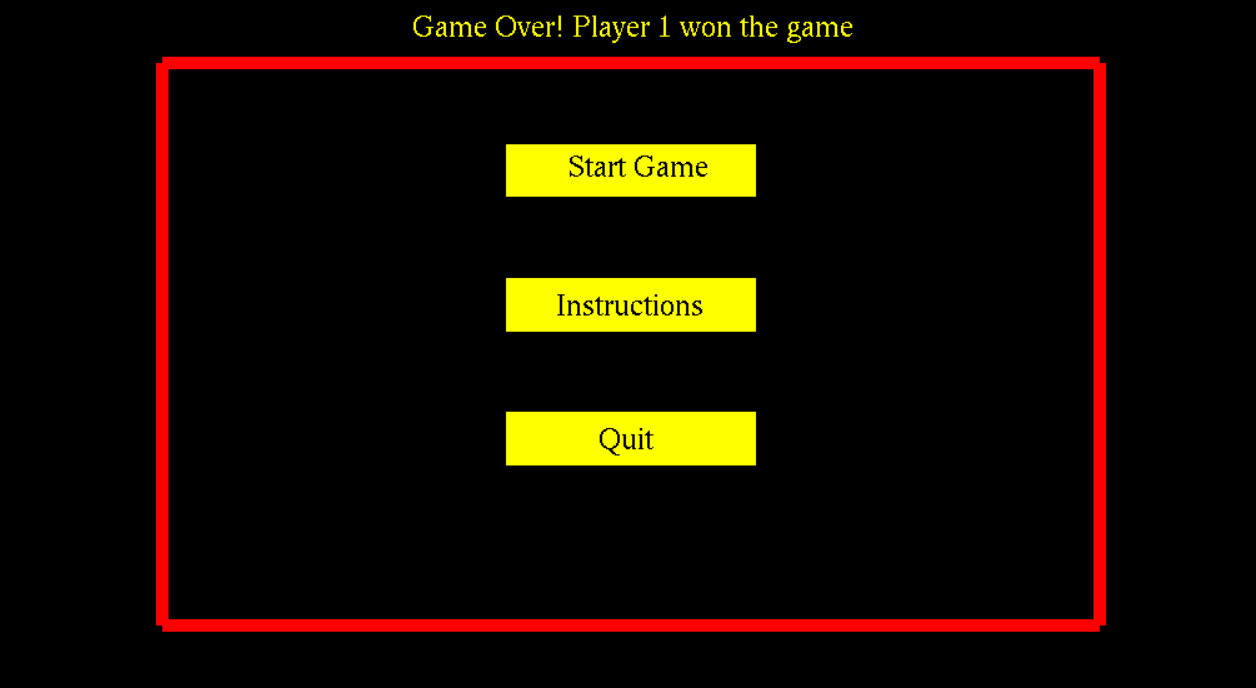 Game Over! Player 1 won the game
Start Game
Instructions
Quit